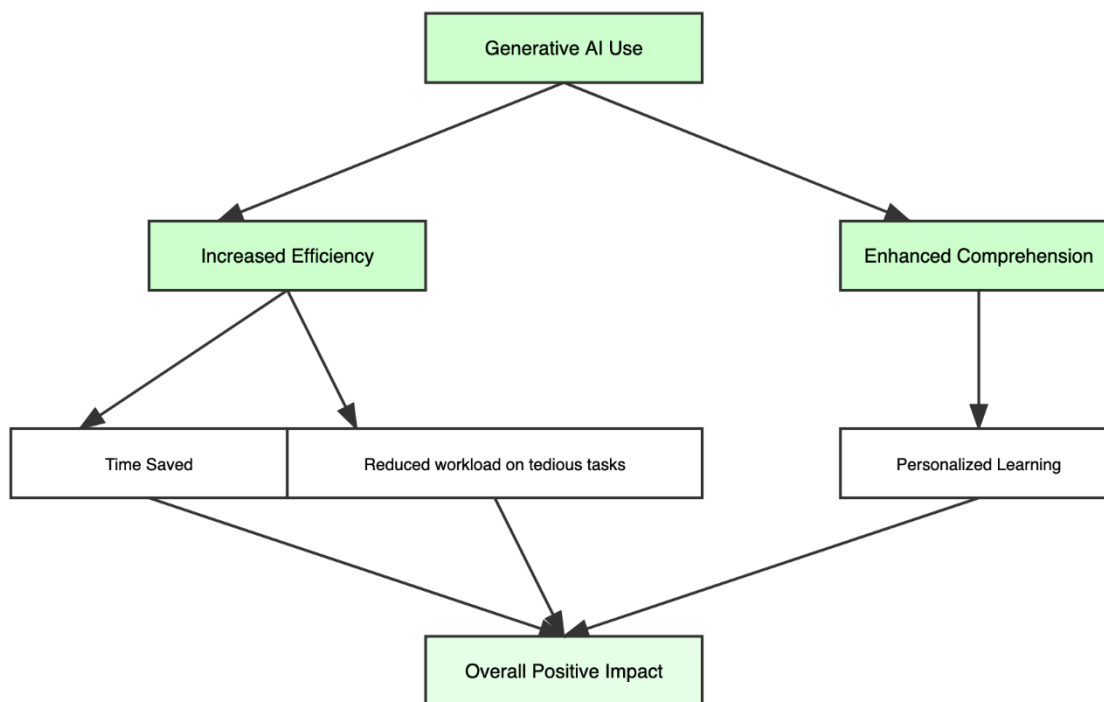 Generative AI Use
Increased Efficiency
Enhanced Comprehension
Time Saved
Reduced workload on tedious tasks
Personalized Learning
Overall Positive Impact